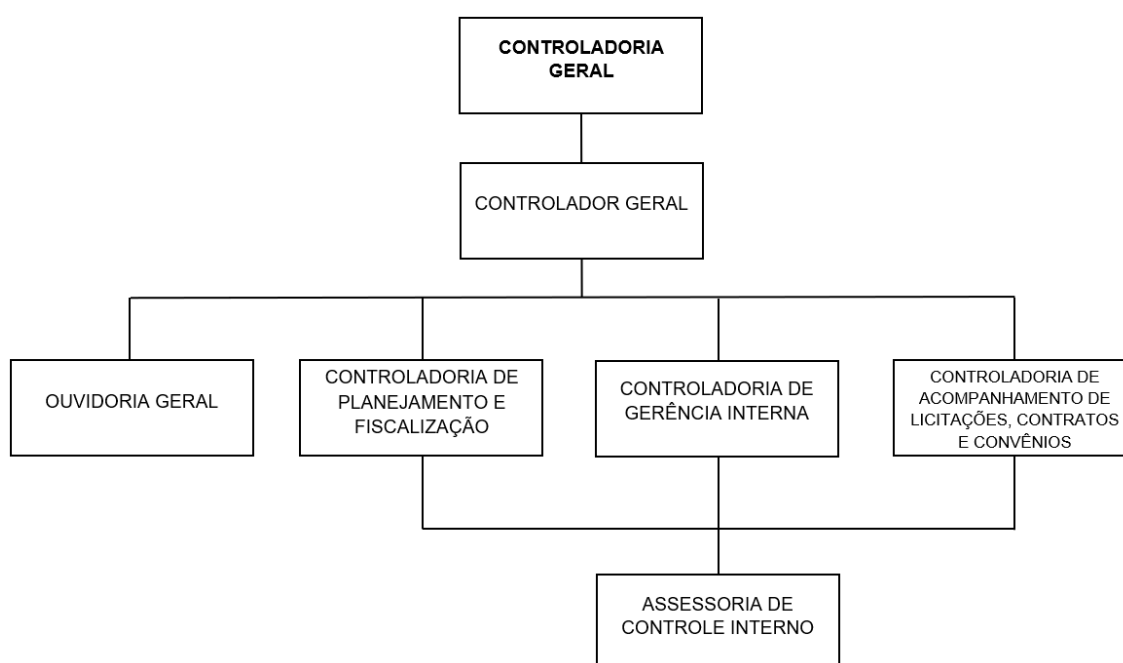 CONTROLADORIA
GERAL
CONTROLADOR GERAL
OUVIDORIA GERAL
CONTROLADORIA DE
PLANEJAMENTO E
FISCALIZAÇÃO
CONTROLADORIA DE
GERÊNCIA INTERNA
CONTROLADORIA DE
ACOMPANHAMENTO DE
LICITAÇÕES, CONTRATOS
E CONVÊNIOS
ASSESSORIA DE
CONTROLE INTERNO